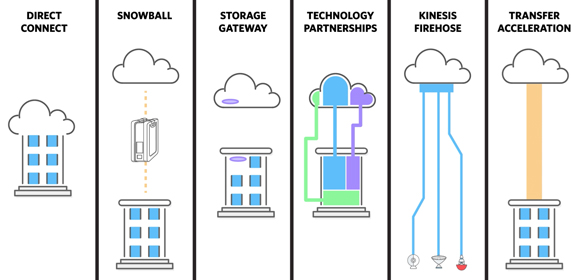 DIRECT
CONNECT
SNOWBALL
STORAGE
GATEWAY
TECHNOLOGY
PARTNERSHIPS
KINESIS
FIREHOSE
TRANSFER
ACCELERATION